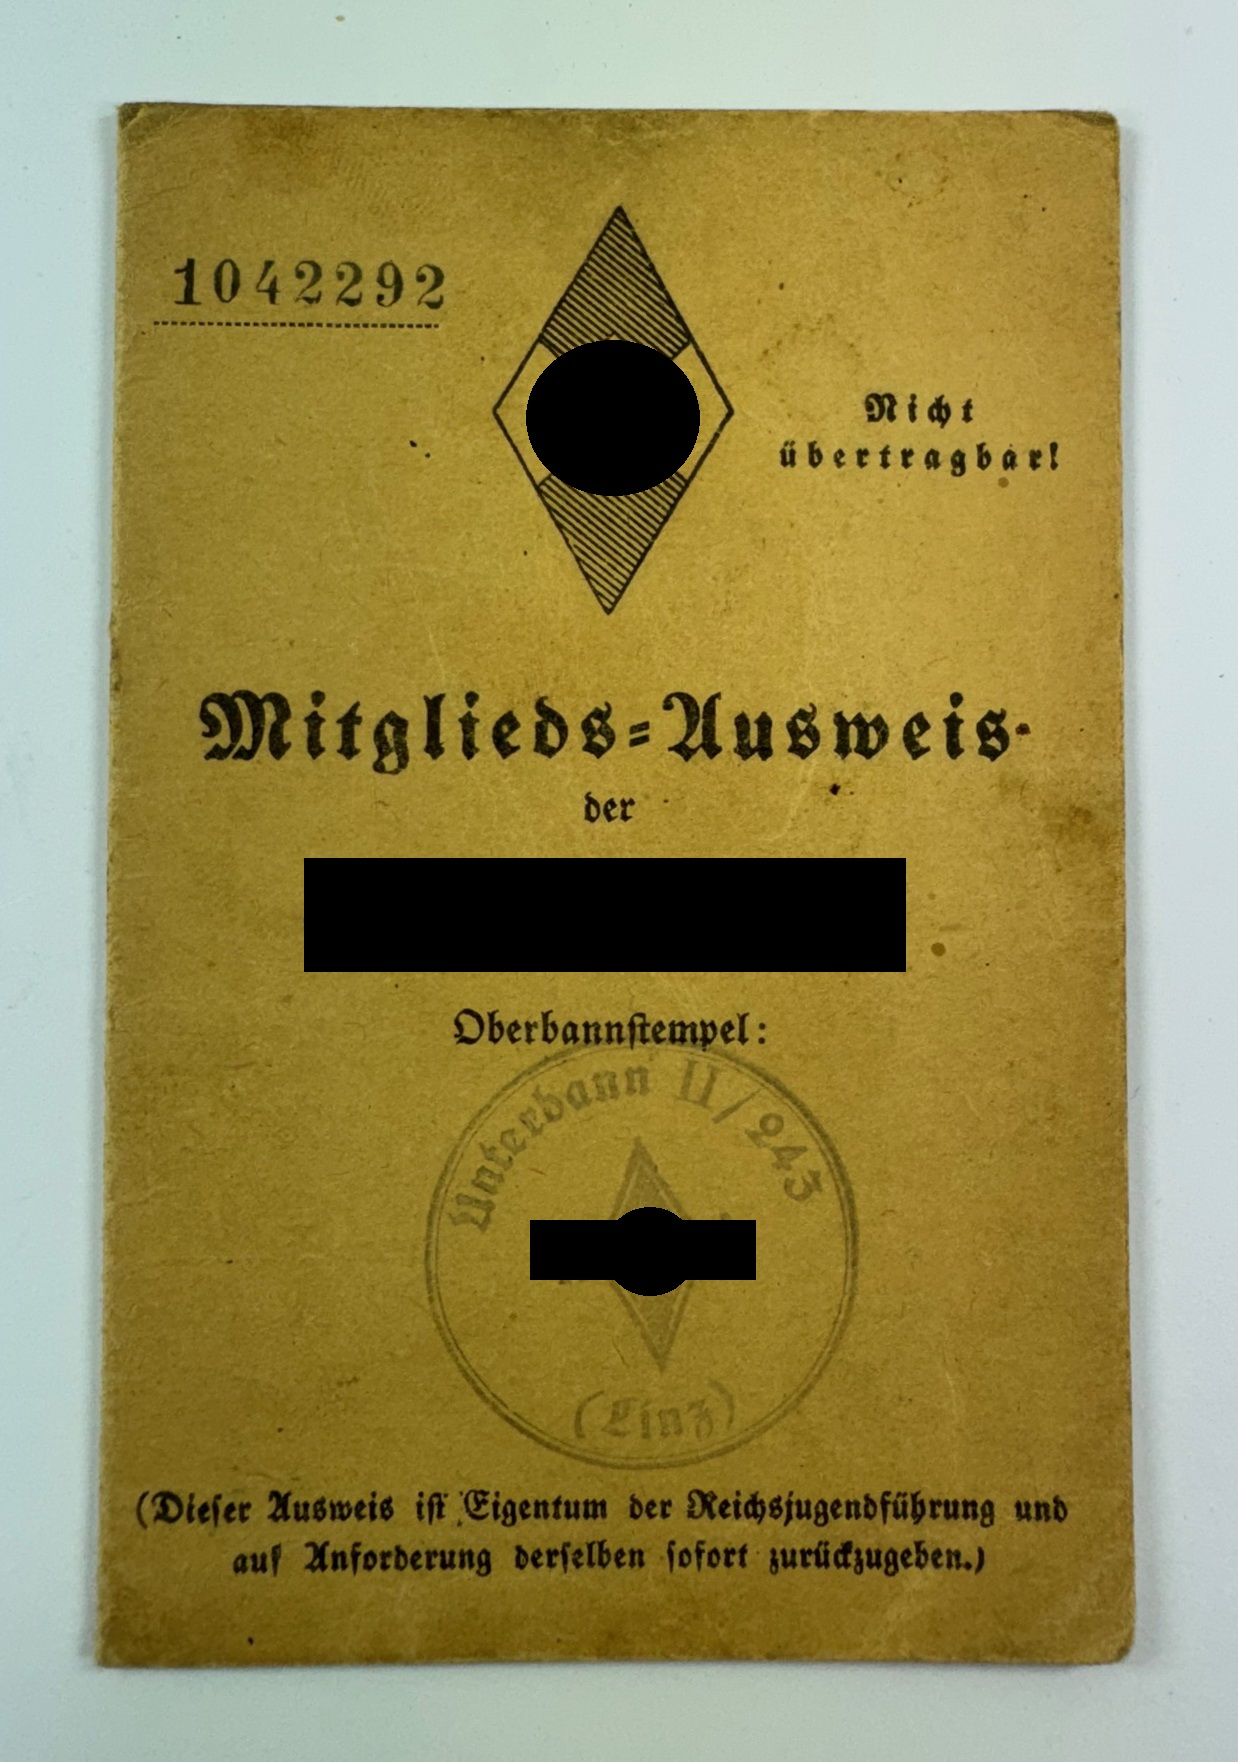 1042292
Nicht
übertragbar!
Mitglieds-Ausweis
der
Oberbannstempel:
Unterbann II/243
(Linz)
(Dieser Ausweis ist Eigentum der Reichsjugendführung und
auf Anforderung derselben sofort zurückzugeben.)